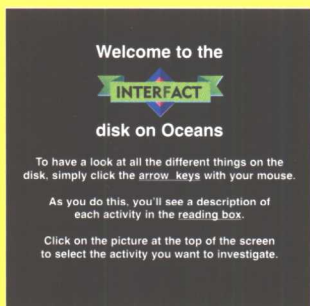 Welcome to the
INTERFACT
disk on Oceans
To have a look at all the different things on the
disk, simply click the arrow keys with your mouse.
As you do this, you'll see a description of
each activity in the reading box.
Click on the picture at the top of the screen
to select the activity you want to investigate.